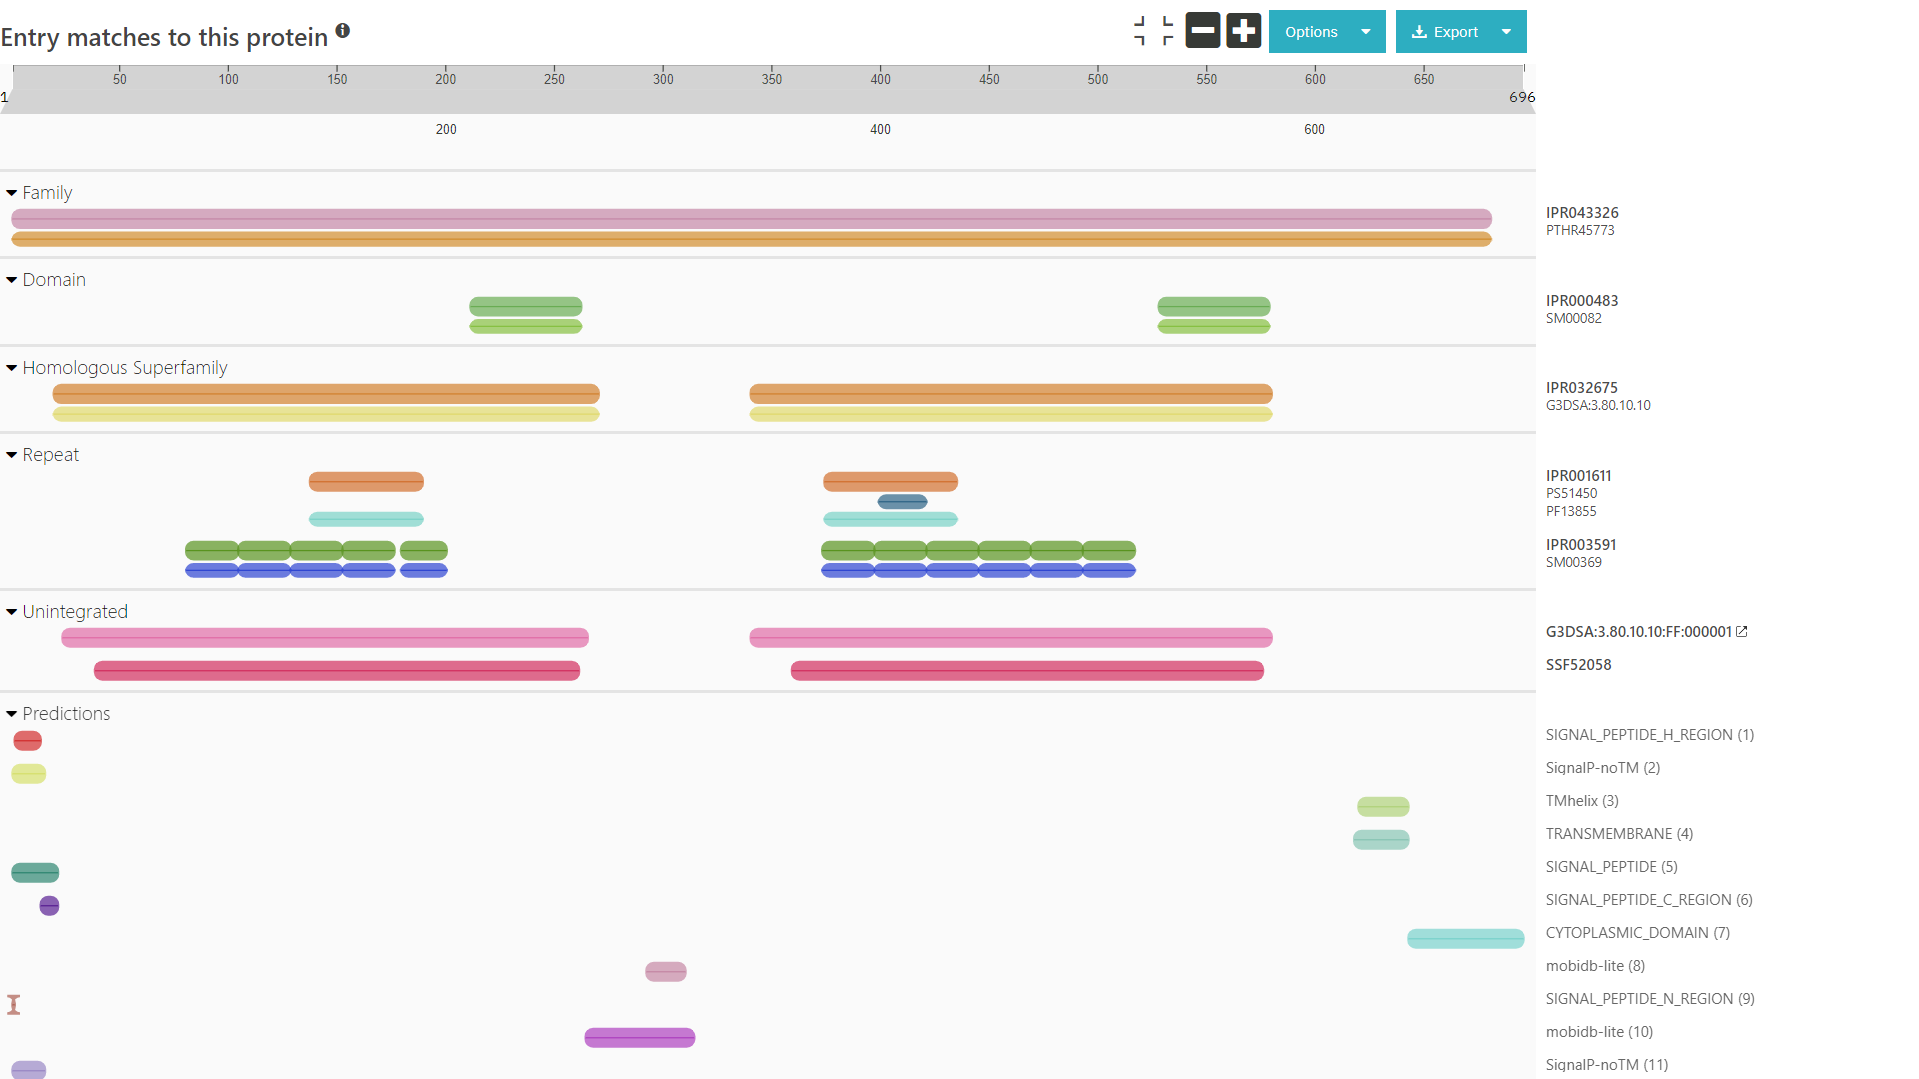 Entry matches to this protein
Options
Export
50 100 150 200 250 300 350 400 450 500 550 600 650
1 696
200 400 600
Family
IPR043326
PTHR45773
Domain
IPR000483
SM00082
Homologous Superfamily
IPR032675
G3DSA:3.80.10.10
Repeat
IPR001611
PS51450
PF13855
IPR003591
SM00369
Unintegrated
G3DSA:3.80.10.10:FF:000001
SSF52058
Predictions
SIGNAL_PEPTIDE_H_REGION (1)
SignalP-noTM (2)
TMhelix (3)
TRANSMEMBRANE (4)
SIGNAL_PEPTIDE (5)
SIGNAL_PEPTIDE_C_REGION (6)
CYTOPLASMIC_DOMAIN (7)
mobidb-lite (8)
SIGNAL_PEPTIDE_N_REGION (9)
mobidb-lite (10)
SignalP-noTM (11)